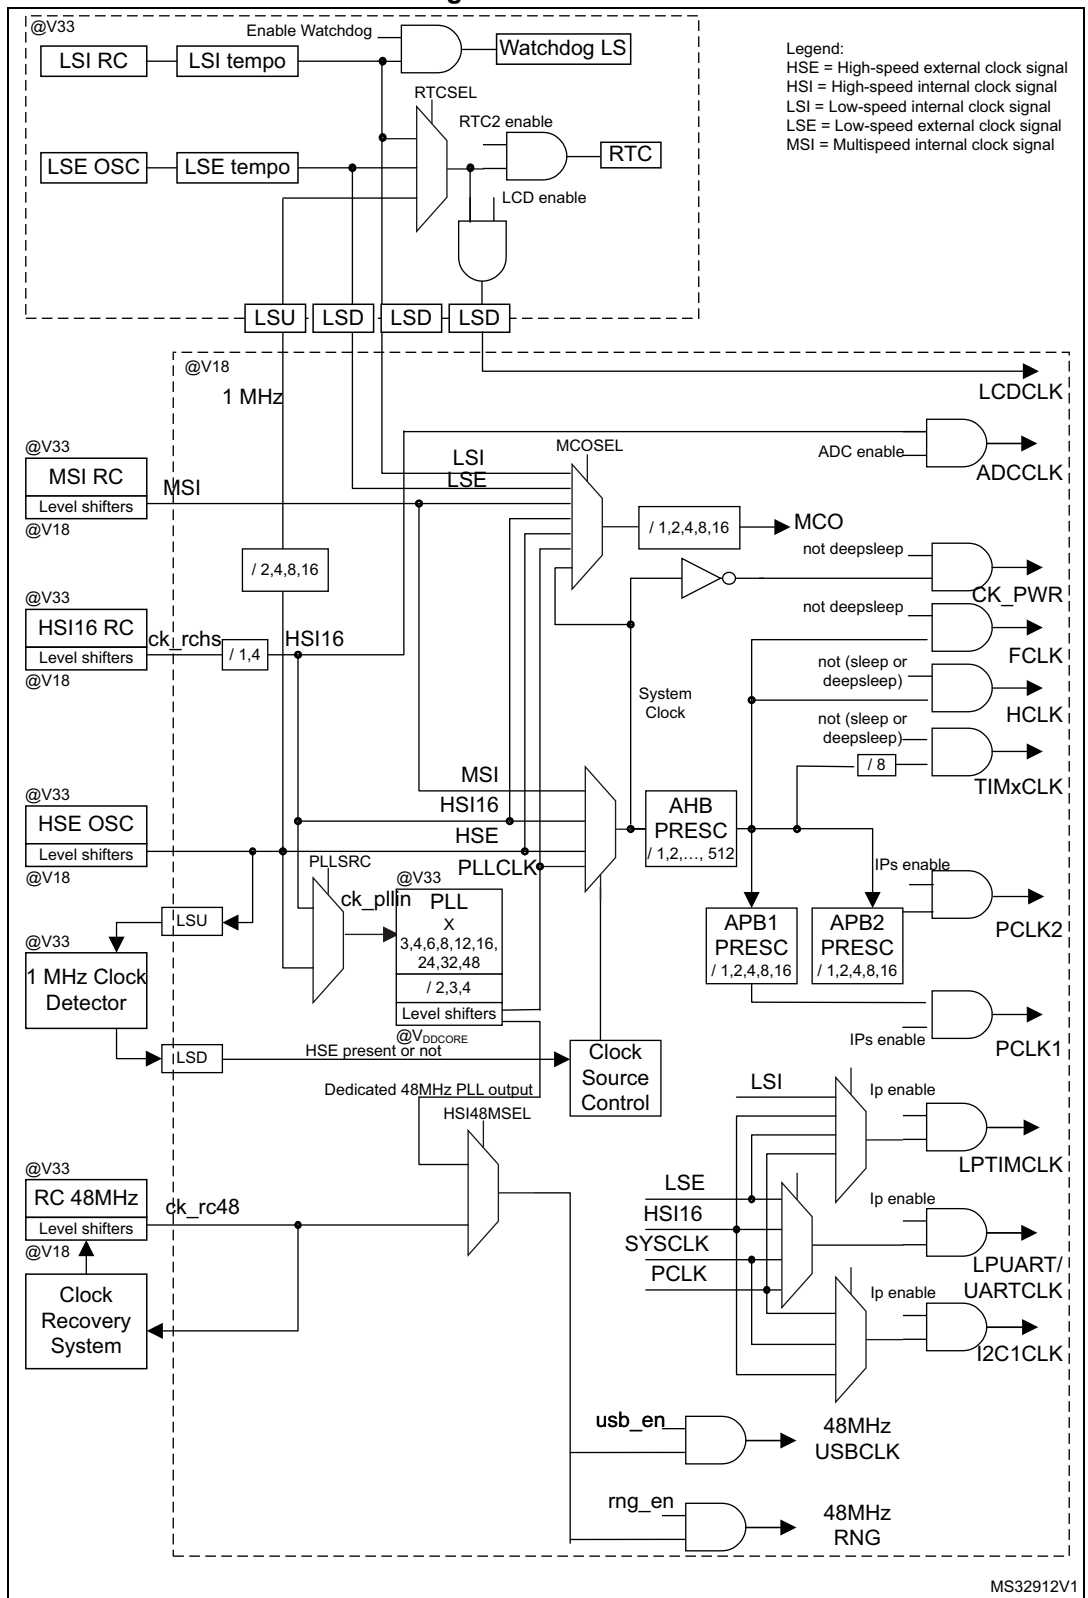 @V33
Enable Watchdog
LSI RC
LSI tempo
Watchdog LS
Legend:
HSE = High-speed external clock signal
HSI = High-speed internal clock signal
LSI = Low-speed internal clock signal
LSE = Low-speed external clock signal
MSI = Multispeed internal clock signal
RTCSEL
RTC2 enable
LSE OSC
LSE tempo
RTC
LCD enable
LSU
LSD
LSD
LSD
@V18
1 MHz
LCDCLK
@V33
MSI RC
Level shifters
@V18
MSI
LSI
LSE
MCOSEL
ADC enable
ADCCLK
/ 1,2,4,8,16
MCO
/ 2,4,8,16
not deepsleep
CK_PWR
@V33
HSI16 RC
Level shifters
@V18
ck_rchs
/ 1,4
HSI16
not deepsleep
FCLK
System
Clock
not (sleep or
deepsleep)
HCLK
not (sleep or
deepsleep)
/ 8
TIMxCLK
@V33
HSE OSC
Level shifters
@V18
MSI
HSI16
HSE
PLLCLK
AHB
PRESC
/ 1,2,..., 512
PLLSRC
ck_pllin
@V33
PLL
X
3,4,6,8,12,16,
24,32,48
/ 2,3,4
Level shifters
@VDDCORE
IPs enable
PCLK2
APB1
PRESC
/ 1,2,4,8,16
APB2
PRESC
/ 1,2,4,8,16
LSU
@V33
1 MHz Clock
Detector
IPs enable
PCLK1
LSD
HSE present or not
Clock
Source
Control
Dedicated 48MHz PLL output
HSI48MSEL
LSI
Ip enable
LPTIMCLK
@V33
RC 48MHz
Level shifters
@V18
ck_rc48
LSE
HSI16
SYSCLK
PCLK
Ip enable
LPUART/
UARTCLK
Clock
Recovery
System
Ip enable
I2C1CLK
usb_en
48MHz
USBCLK
rng_en
48MHz
RNG
MS32912V1